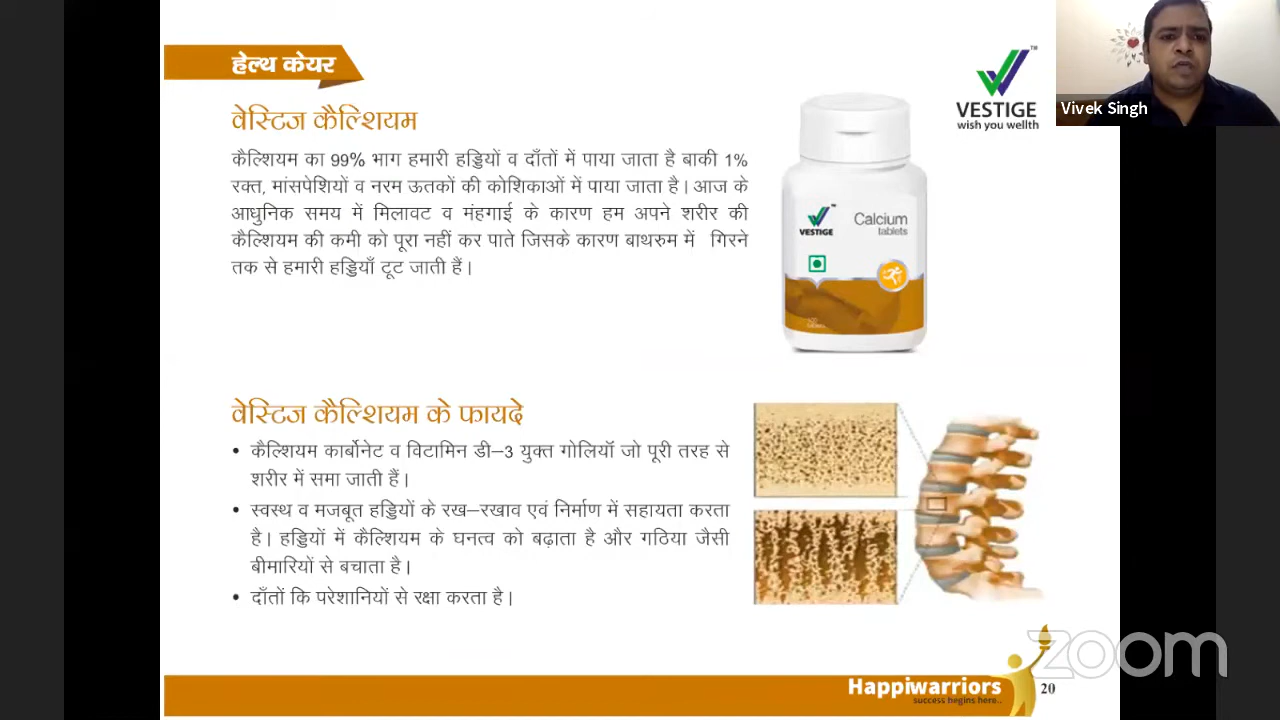 हेल्थ केयर
VESTIGE
wish you wellth
Vivek Singh
वेस्टिज कैल्शियम
कैल्शियम का 99% भाग हमारी हड्डियों व दाँतों में पाया जाता है बाकी 1%
रक्त, मांसपेशियों व नरम ऊतकों की कोशिकाओं में पाया जाता है। आज के
आधुनिक समय में मिलावट व मंहगाई के कारण हम अपने शरीर की
कैल्शियम की कमी को पूरा नहीं कर पाते जिसके कारण बाथरुम में गिरने
तक से हमारी हड्डियाँ टूट जाती हैं।
VESTIGE
Calcium
tablets
वेस्टिज कैल्शियम के फायदे
• कैल्शियम कार्बोनेट व विटामिन डी–3 युक्त गोलियॉ जो पूरी तरह से
शरीर में समा जाती हैं।
• स्वस्थ व मजबूत हड्डियों के रख–रखाव एवं निर्माण में सहायता करता
है। हड्डियों में कैल्शियम के घनत्व को बढ़ाता है और गठिया जैसी
बीमारियों से बचाता है।
• दाँतों कि परेशानियों से रक्षा करता है।
zoom
Happiwarriors
success begins here..
20